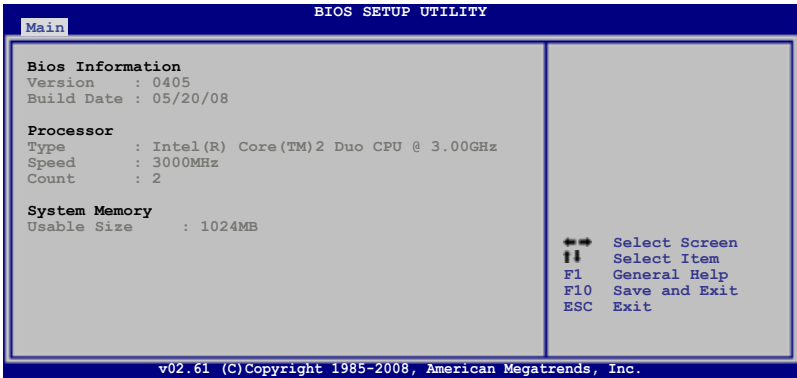 BIOS SETUP UTILITY
Main
Bios Information
Version : 0405
Build Date : 05/20/08
Processor
Type : Intel(R) Core(TM)2 Duo CPU @ 3.00GHz
Speed : 3000MHz
Count : 2
System Memory
Usable Size : 1024MB
←→ Select Screen
↑↓ Select Item
F1 General Help
F10 Save and Exit
ESC Exit
v02.61 (C)Copyright 1985-2008, American Megatrends, Inc.